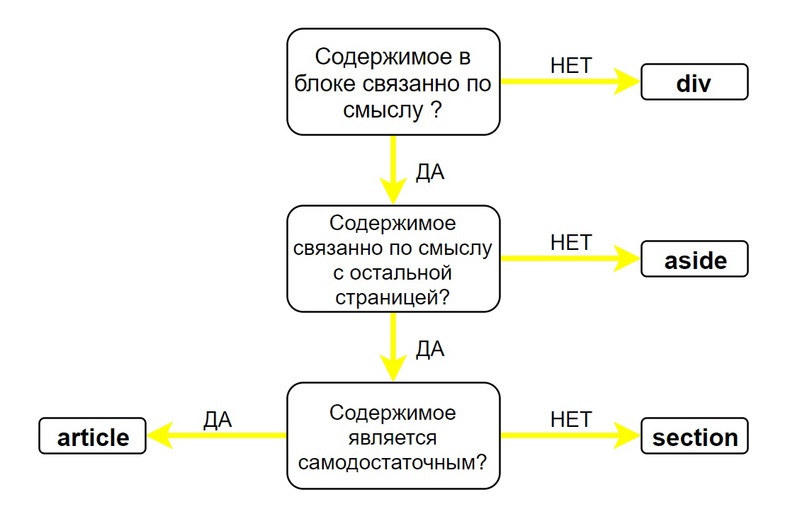 Содержимое в
блоке связанно по
смыслу ?
НЕТ
div
ДА
Содержимое
связанно по смыслу
с остальной
страницей?
НЕТ
aside
ДА
Содержимое
является
самодостаточным?
ДА
article
НЕТ
section